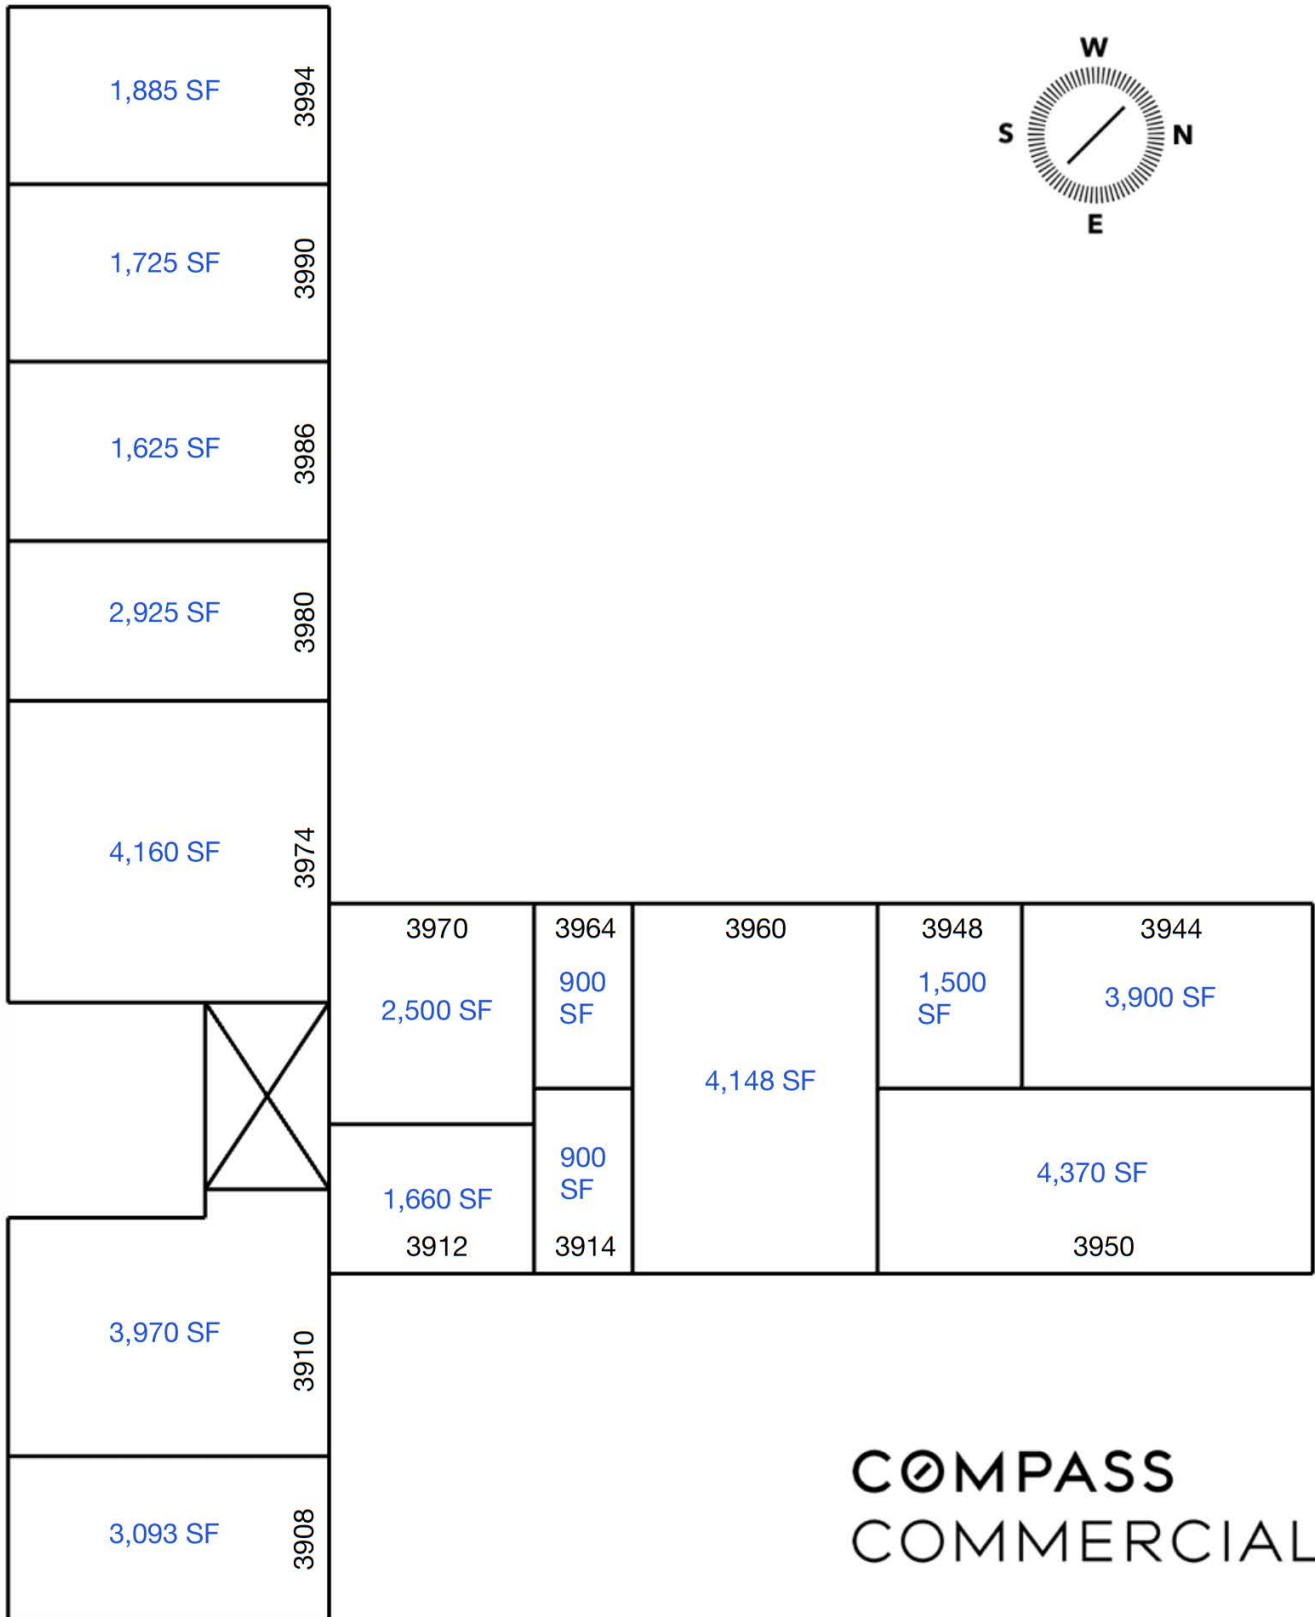 W
S
N
E
1,885 SF
3994
1,725 SF
3990
1,625 SF
3986
2,925 SF
3980
4,160 SF
3974
3970
2,500 SF
3964
900
SF
3960
4,148 SF
3948
1,500
SF
3944
3,900 SF
1,660 SF
3912
900
SF
3914
4,370 SF
3950
3,970 SF
3910
3,093 SF
3908
COMPASS
COMMERCIAL